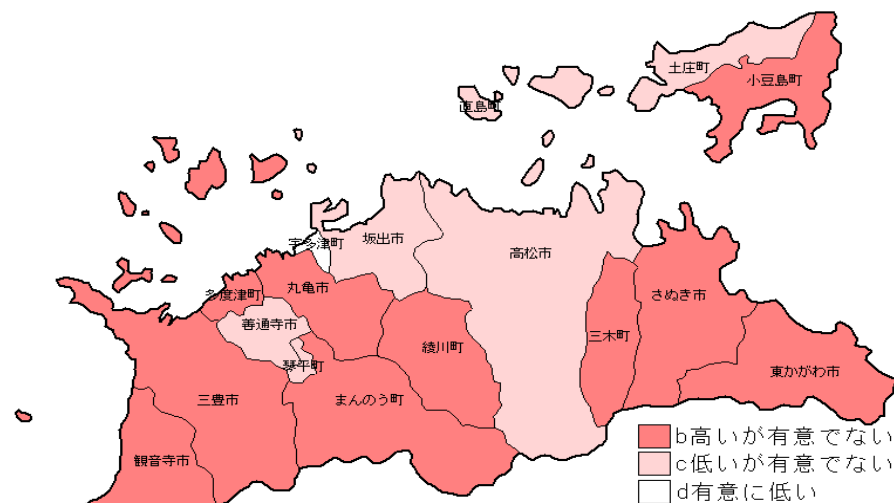 土庄町
小豆島町
直島町
宇多津町
坂出市
高松市
多度津町
丸亀市
さぬき市
善通寺市
三木町
綾川町
琴平町
東かがわ市
三豊市
まんのう町
観音寺市
b高いが有意でない
c低いが有意でない
d有意に低い